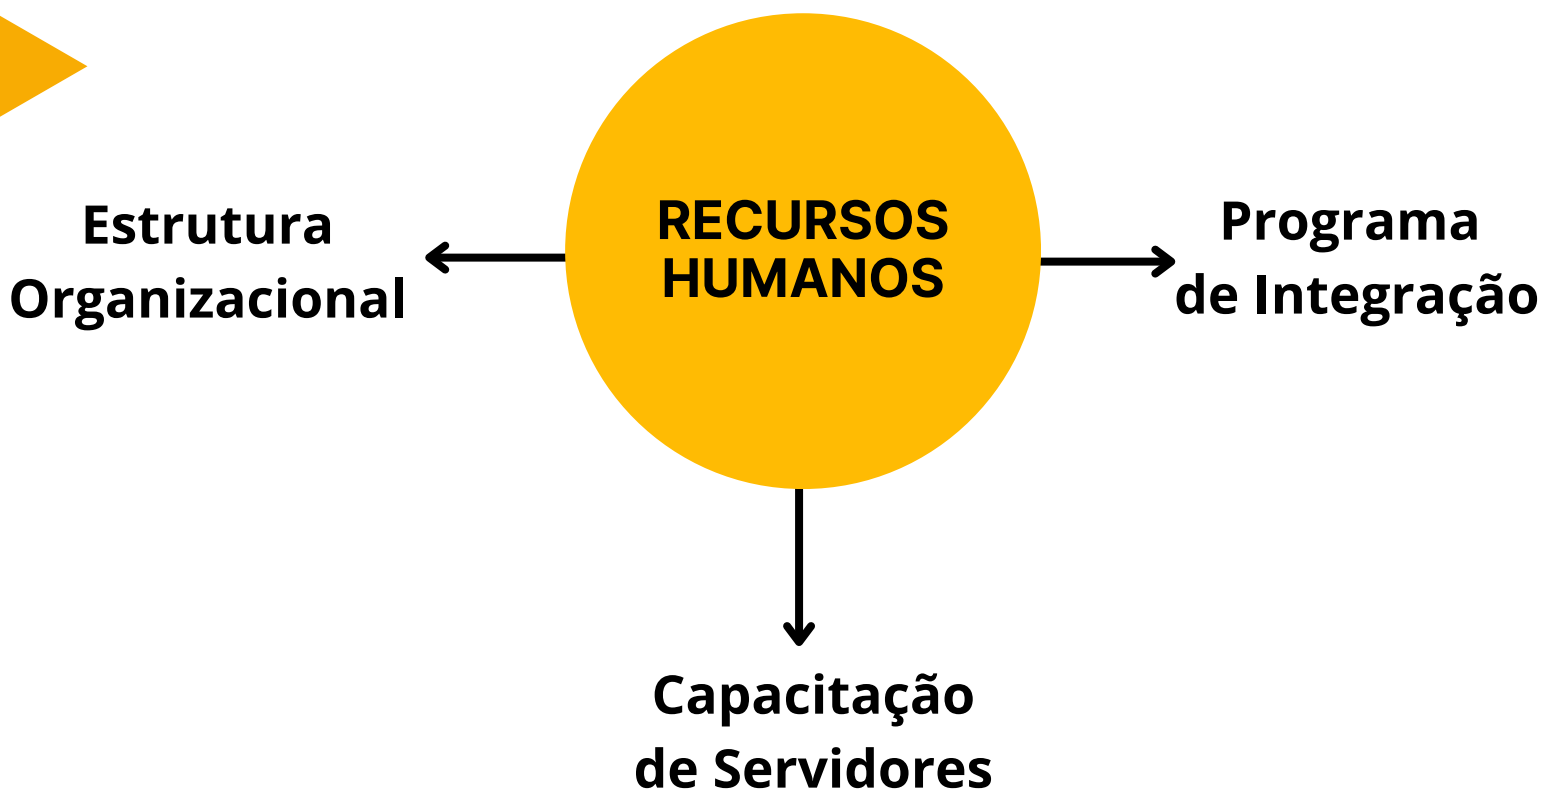 RECURSOS
HUMANOS
Estrutura
Organizacional
Programa
de Integração
Capacitação
de Servidores